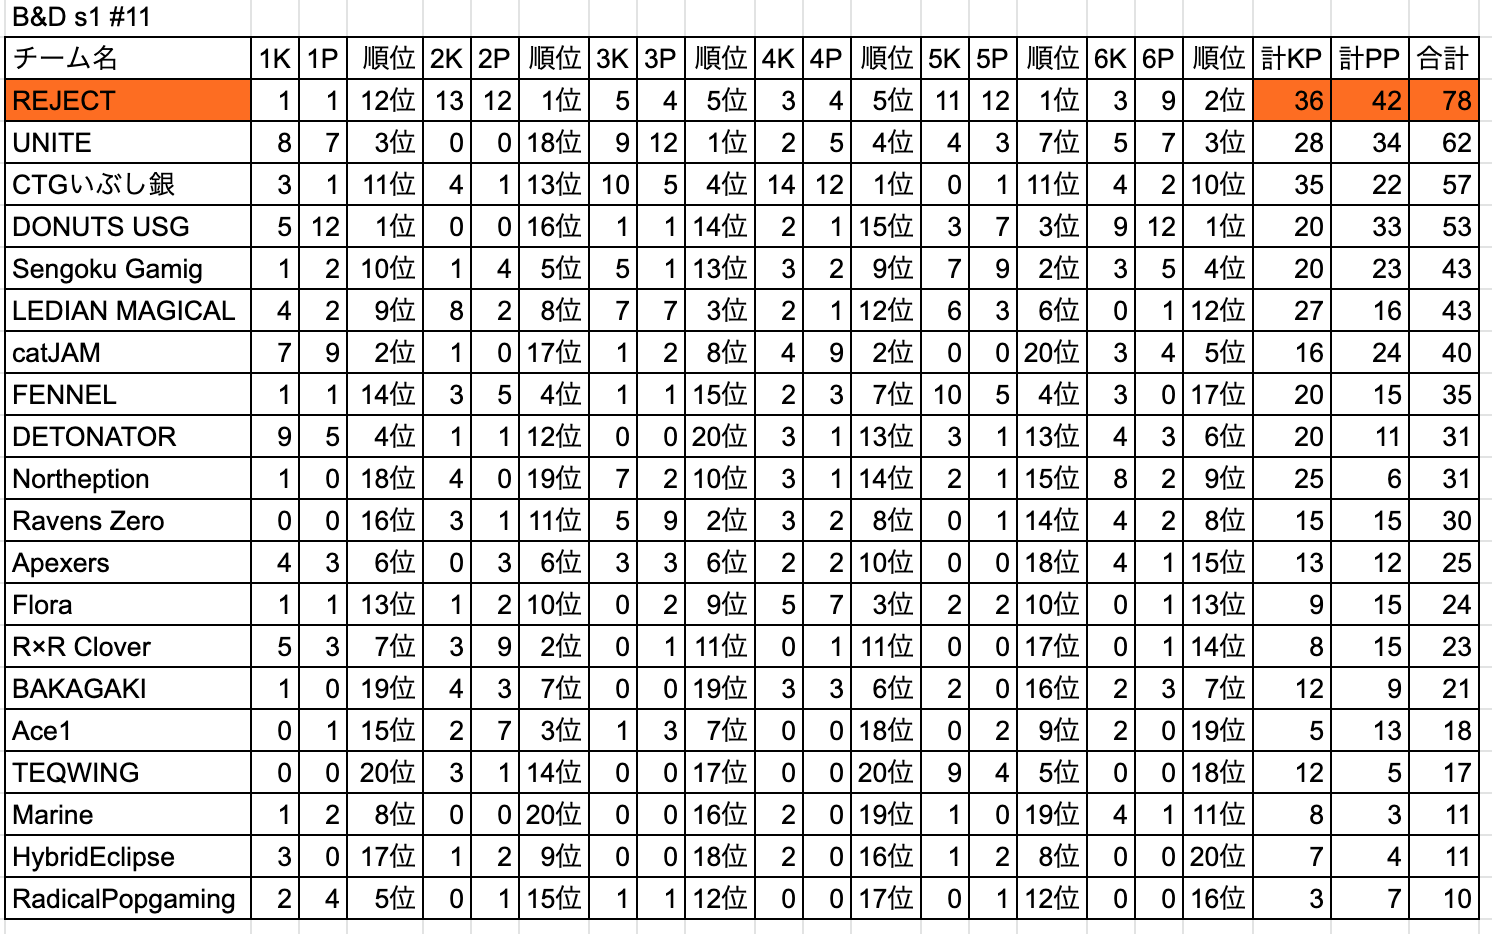 B&D s1 #11
チーム名 1K 1P 順位 2K 2P 順位 3K 3P 順位 4K 4P 順位 5K 5P 順位 6K 6P 順位 計KP 計PP 合計
REJECT 1 1 12位 13 12 1位 5 4 5位 3 4 5位 11 12 1位 3 9 2位 36 42 78
UNITE 8 7 3位 0 0 18位 9 12 1位 2 5 4位 4 3 7位 5 7 3位 28 34 62
CTGいぶし銀 3 1 11位 4 1 13位 10 5 4位 14 12 1位 0 1 11位 4 2 10位 35 22 57
DONUTS USG 5 12 1位 0 0 16位 1 1 14位 2 1 15位 3 7 3位 9 12 1位 20 33 53
Sengoku Gamig 1 2 10位 1 4 5位 5 1 13位 3 2 9位 7 9 2位 3 5 4位 20 23 43
LEDIAN MAGICAL 4 2 9位 8 2 8位 7 7 3位 2 1 12位 6 3 6位 0 1 12位 27 16 43
catJAM 7 9 2位 1 0 17位 1 2 8位 4 9 2位 0 0 20位 3 4 5位 16 24 40
FENNEL 1 1 14位 3 5 4位 1 1 15位 2 3 7位 10 5 4位 3 0 17位 20 15 35
DETONATOR 9 5 4位 1 1 12位 0 0 20位 3 1 13位 3 1 13位 4 3 6位 20 11 31
Northeption 1 0 18位 4 0 19位 7 2 10位 3 1 14位 2 1 15位 8 2 9位 25 6 31
Ravens Zero 0 0 16位 3 1 11位 5 9 2位 3 2 8位 0 1 14位 4 2 8位 15 15 30
Apexers 4 3 6位 0 3 6位 3 3 6位 2 2 10位 0 0 18位 4 1 15位 13 12 25
Flora 1 1 13位 1 2 10位 0 2 9位 5 7 3位 2 2 10位 0 1 13位 9 15 24
R×R Clover 5 3 7位 3 9 2位 0 1 11位 0 1 11位 0 0 17位 0 1 14位 8 15 23
BAKAGAKI 1 0 19位 4 3 7位 0 0 19位 3 3 6位 2 0 16位 2 3 7位 12 9 21
Ace1 0 1 15位 2 7 3位 1 3 7位 0 0 18位 0 2 9位 2 0 19位 5 13 18
TEQWING 0 0 20位 3 1 14位 0 0 17位 0 0 20位 9 4 5位 0 0 18位 12 5 17
Marine 1 2 8位 0 0 20位 0 0 16位 2 0 19位 1 0 19位 4 1 11位 8 3 11
HybridEclipse 3 0 17位 1 2 9位 0 0 18位 2 0 16位 1 2 8位 0 0 20位 7 4 11
RadicalPopgaming 2 4 5位 0 1 15位 1 1 12位 0 0 17位 0 1 12位 0 0 16位 3 7 10